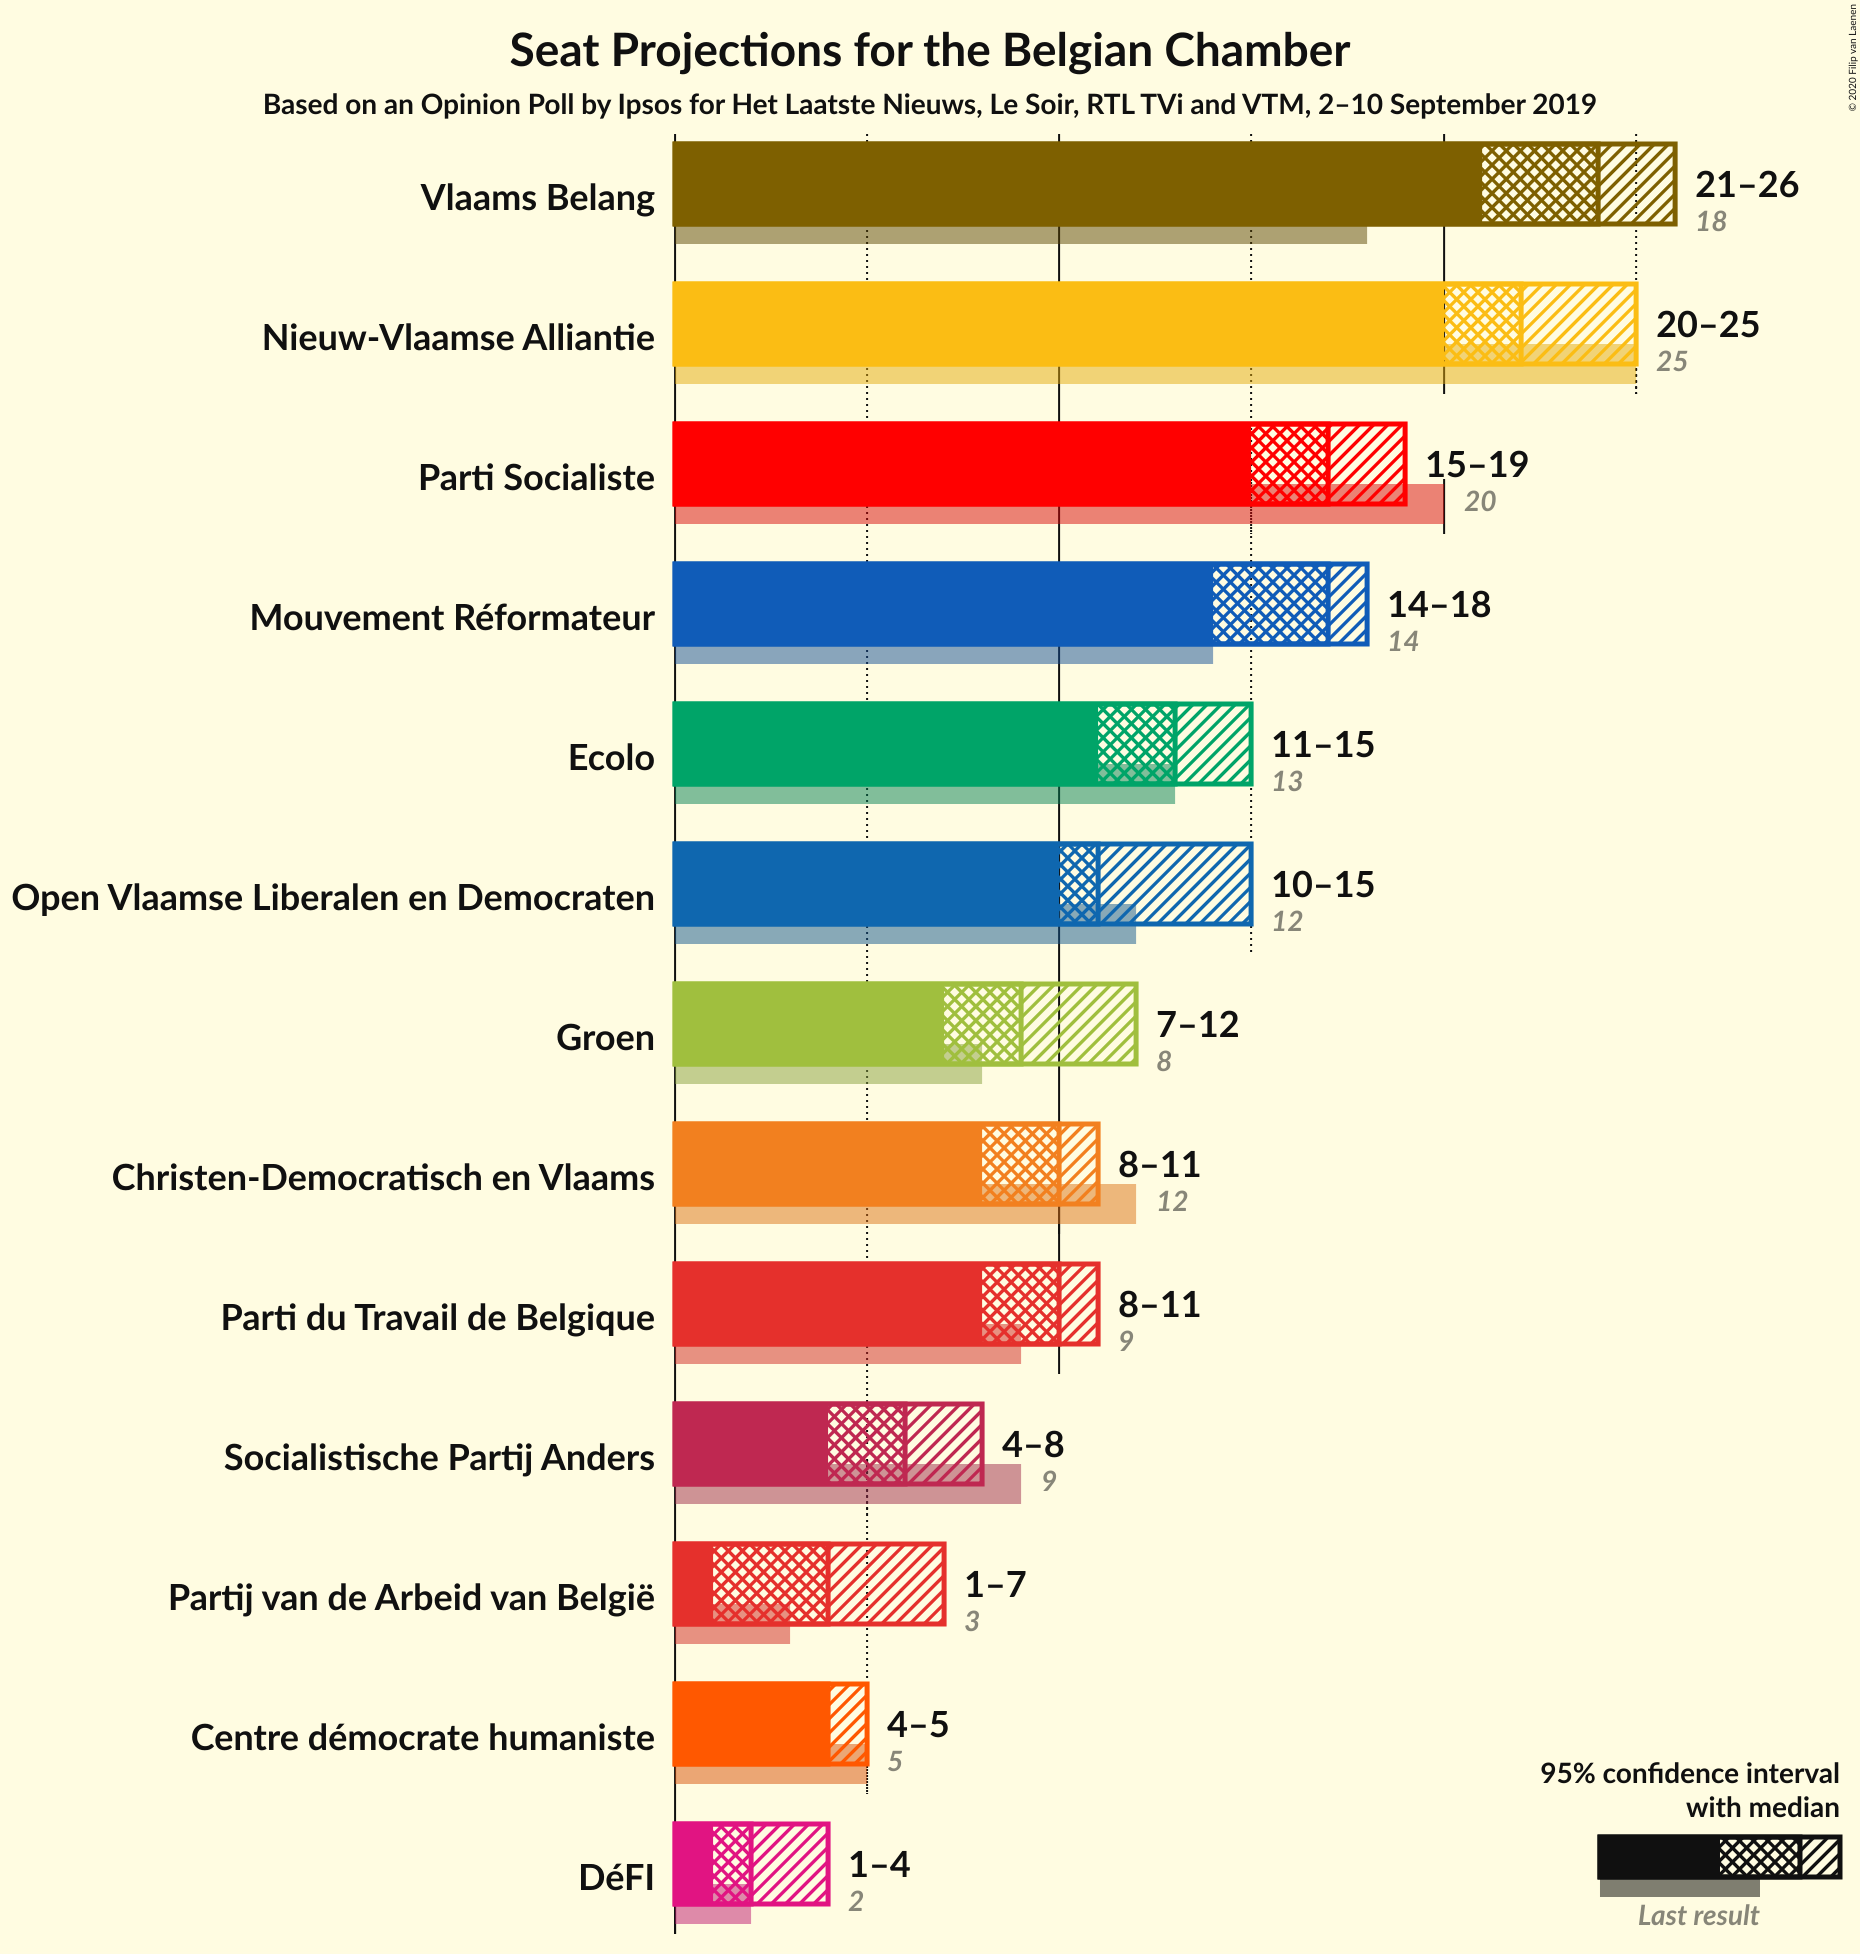 Seat Projections for the Belgian Chamber
Based on an Opinion Poll by Ipsos for Het Laatste Nieuws, Le Soir, RTL TVi and VTM, 2–10 September 2019
© 2020 Filip van Laenen
Vlaams Belang
21–26
18
Nieuw-Vlaamse Alliantie
20–25
25
Parti Socialiste
15–19
20
Mouvement Réformateur
14–18
14
Ecolo
11–15
13
Open Vlaamse Liberalen en Democraten
10–15
12
Groen
7–12
8
Christen-Democratisch en Vlaams
8–11
12
Parti du Travail de Belgique
8–11
9
Socialistische Partij Anders
4–8
9
Partij van de Arbeid van België
1–7
3
Centre démocrate humaniste
4–5
5
DéFI
1–4
2
95% confidence interval
with median
Last result